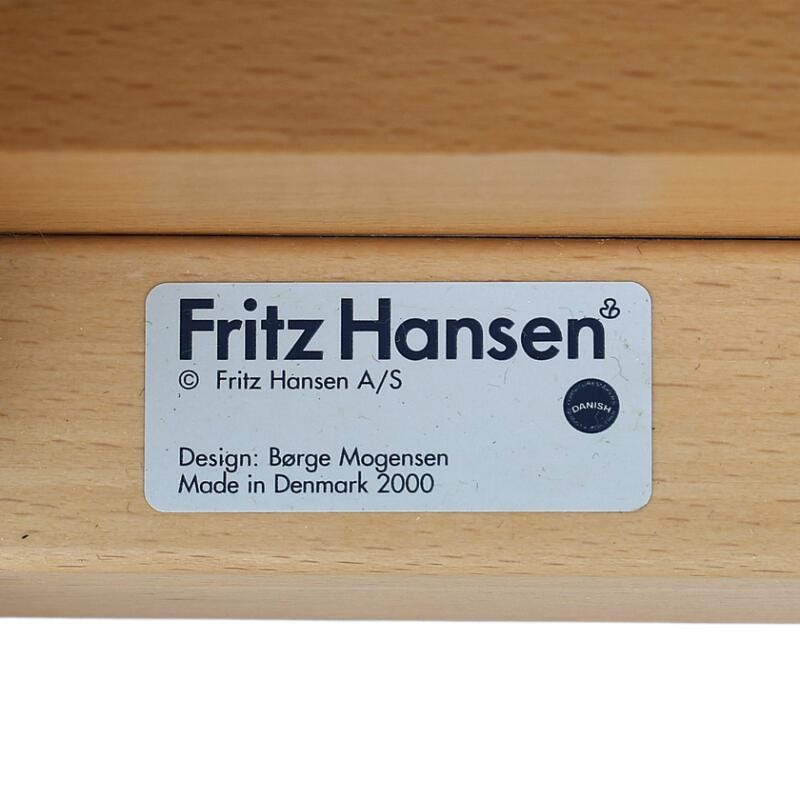 Fritz Hansen
© Fritz Hansen A/S
DANISH
Design: Børge Mogensen
Made in Denmark 2000